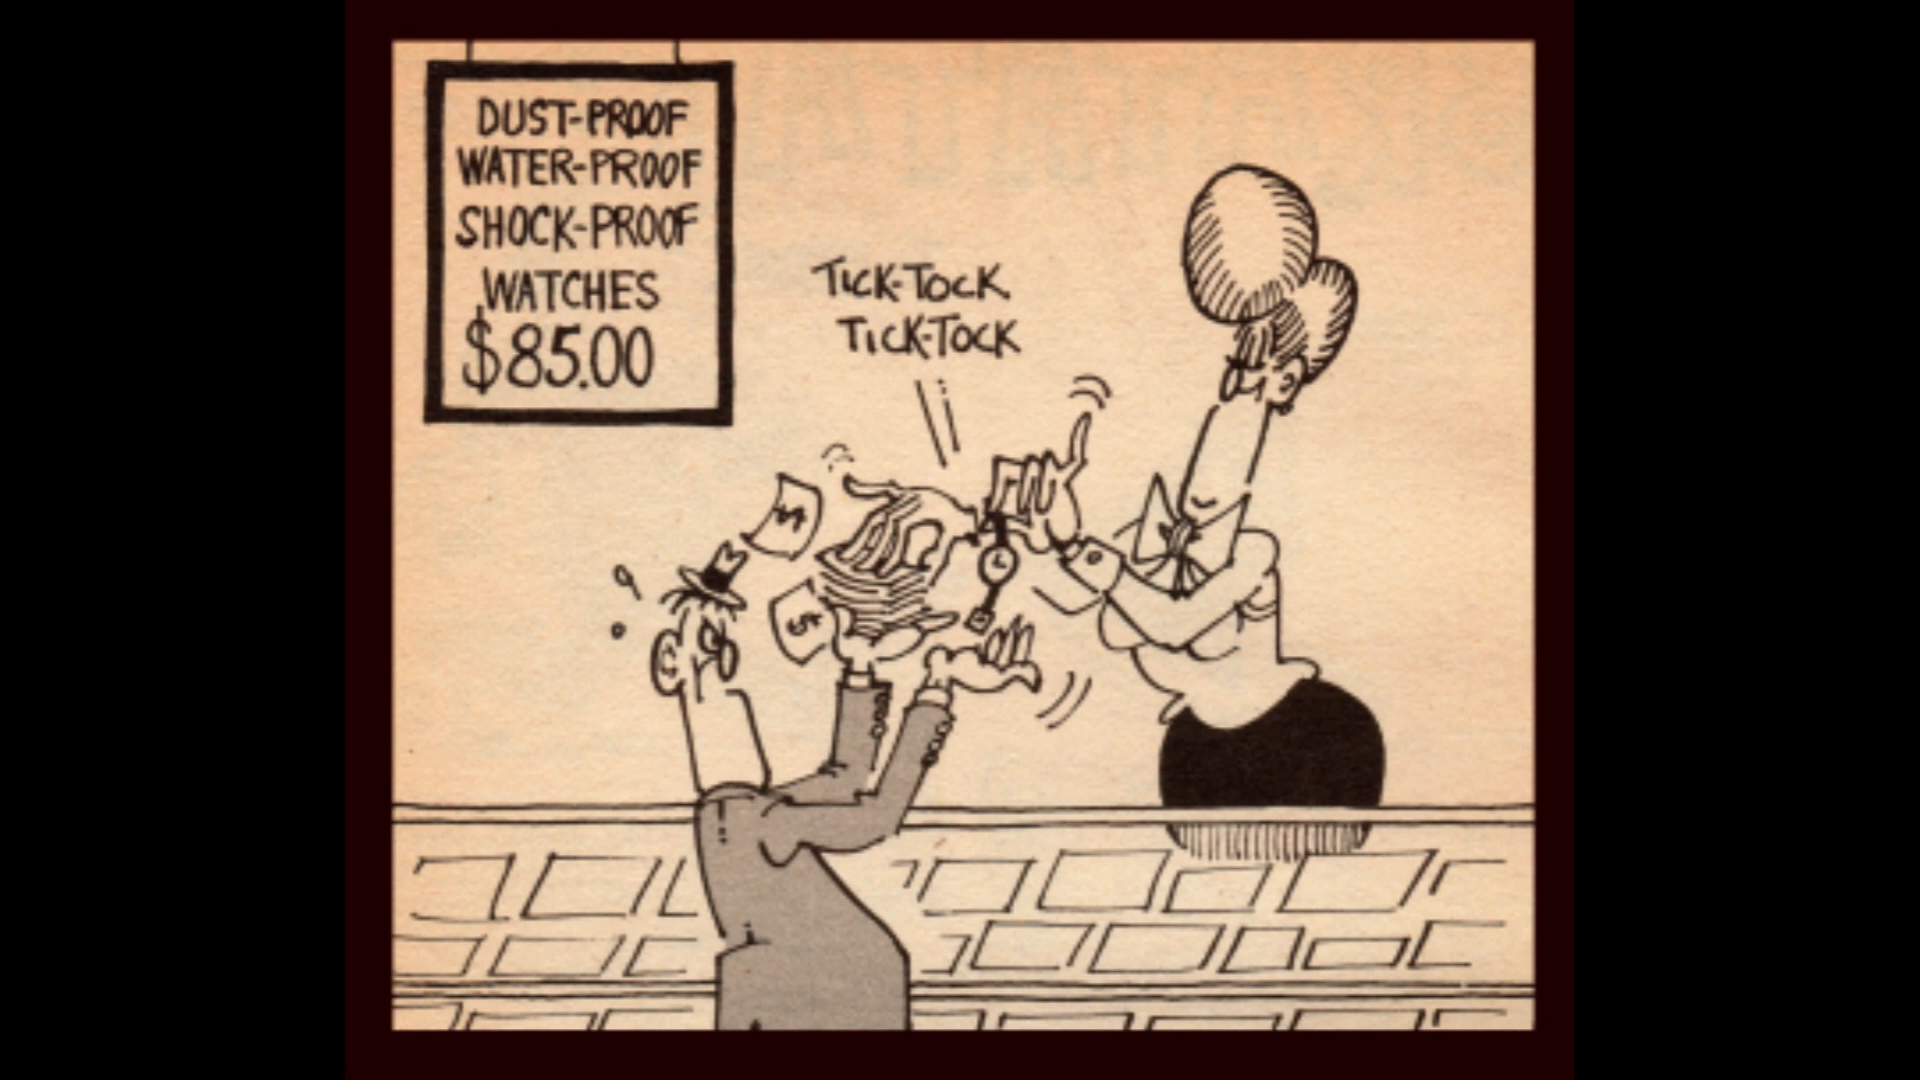 DUST-PROOF
WATER-PROOF
SHOCK-PROOF
WATCHES
$85.00
TICK-TOCK
TICK-TOCK